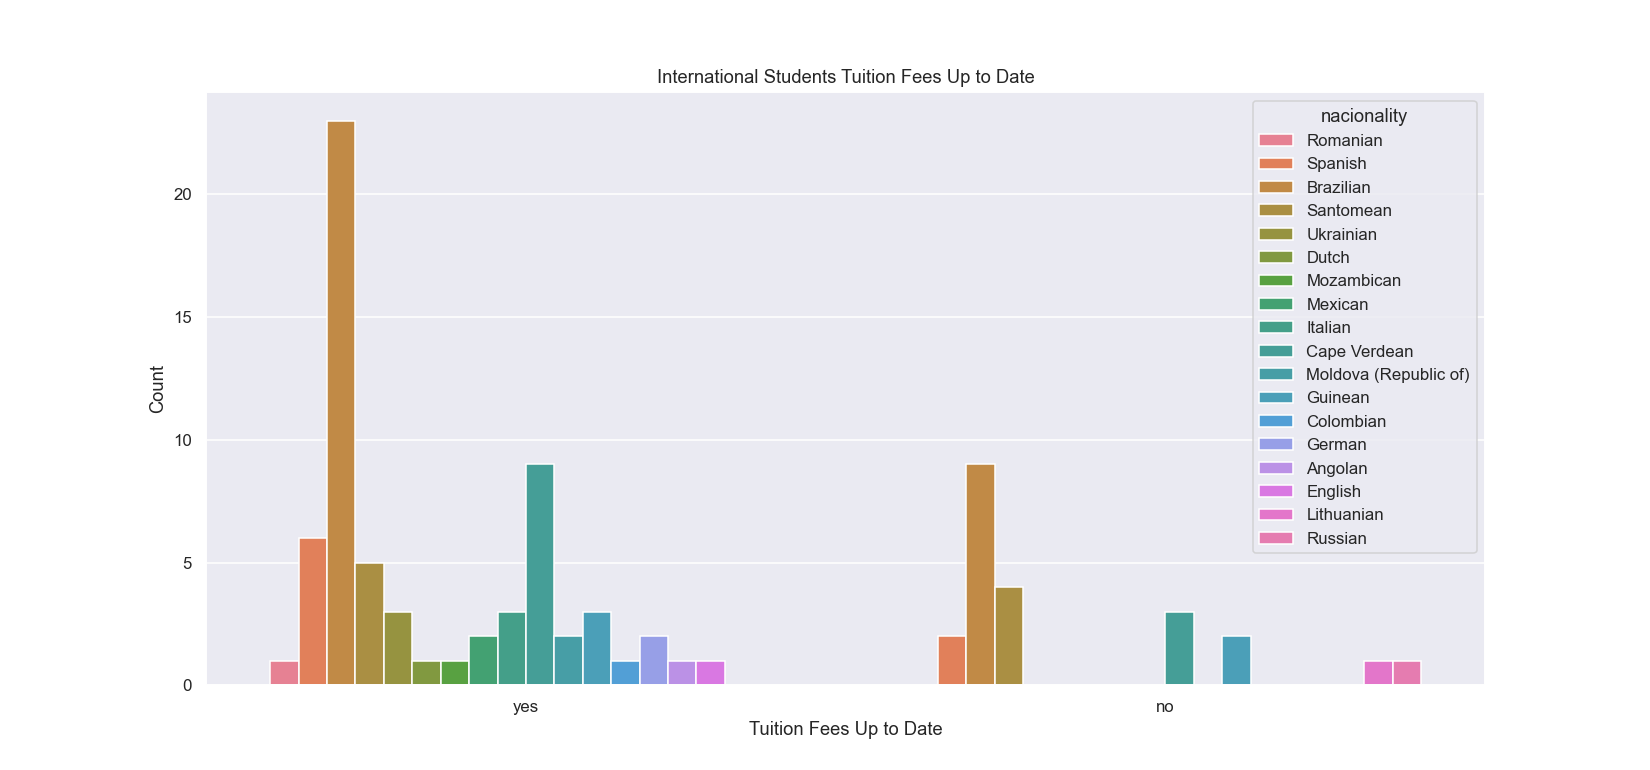 International Students Tuition Fees Up to Date
nacionality
Romanian
Spanish
Brazilian
Santomean
Ukrainian
Dutch
Mozambican
Mexican
Italian
Cape Verdean
Moldova (Republic of)
Guinean
Colombian
German
Angolan
English
Lithuanian
Russian
20
15
10
5
0
Count
yes
no
Tuition Fees Up to Date